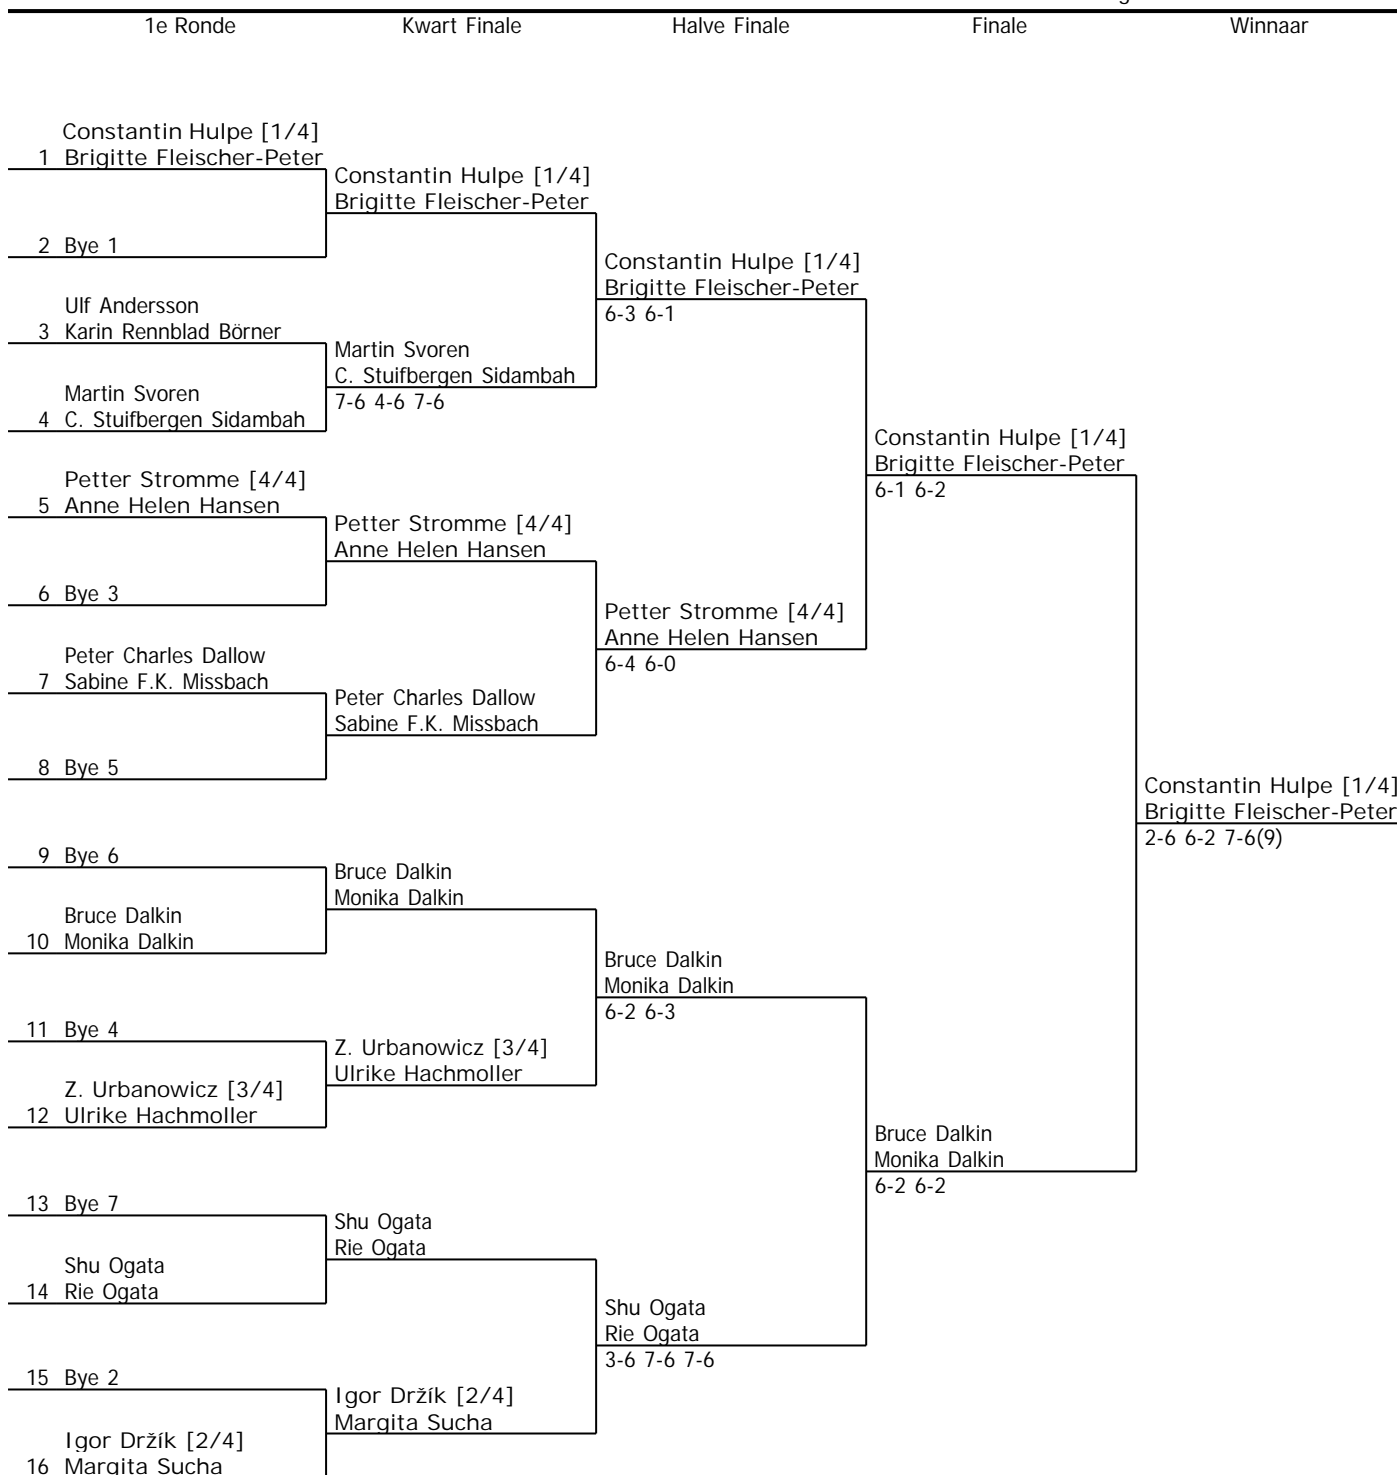 1e Ronde Kwart Finale Halve Finale Finale Winnaar
Constantin Hulpe [1/4]
1 Brigitte Fleischer-Peter
Constantin Hulpe [1/4]
Brigitte Fleischer-Peter
2 Bye 1
Constantin Hulpe [1/4]
Brigitte Fleischer-Peter
6-3 6-1
Ulf Andersson
3 Karin Rennblad Börner
Martin Svoren
C. Stuifbergen Sidambah
7-6 4-6 7-6
Martin Svoren
4 C. Stuifbergen Sidambah
Constantin Hulpe [1/4]
Brigitte Fleischer-Peter
6-1 6-2
Petter Stromme [4/4]
5 Anne Helen Hansen
Petter Stromme [4/4]
Anne Helen Hansen
6 Bye 3
Petter Stromme [4/4]
Anne Helen Hansen
6-4 6-0
Peter Charles Dallow
7 Sabine F.K. Missbach
Peter Charles Dallow
Sabine F.K. Missbach
8 Bye 5
Constantin Hulpe [1/4]
Brigitte Fleischer-Peter
2-6 6-2 7-6(9)
9 Bye 6
Bruce Dalkin
Monika Dalkin
Bruce Dalkin
10 Monika Dalkin
Bruce Dalkin
Monika Dalkin
6-2 6-3
11 Bye 4
Z. Urbanowicz [3/4]
Ulrike Hachmoller
Z. Urbanowicz [3/4]
12 Ulrike Hachmoller
Bruce Dalkin
Monika Dalkin
6-2 6-2
13 Bye 7
Shu Ogata
Rie Ogata
Shu Ogata
14 Rie Ogata
Shu Ogata
Rie Ogata
3-6 7-6 7-6
15 Bye 2
Igor Držík [2/4]
Margita Sucha
Igor Držík [2/4]
16 Margita Sucha